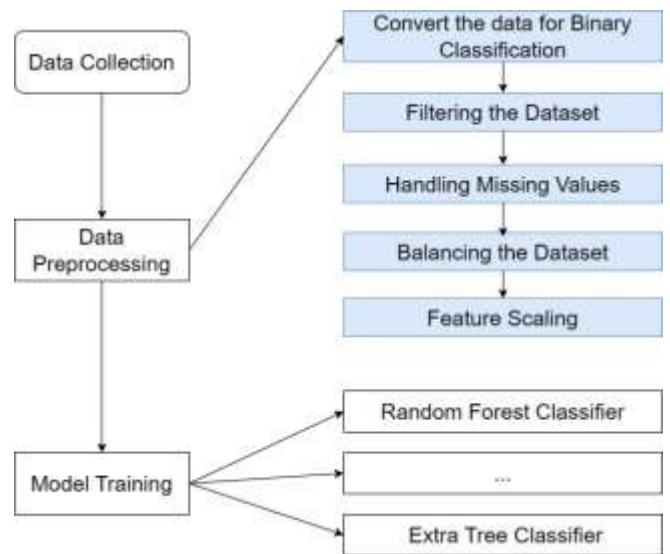 Data Collection
Data
Preprocessing
Model Training
Convert the data for Binary
Classification
Filtering the Dataset
Handling Missing Values
Balancing the Dataset
Feature Scaling
Random Forest Classifier
...
Extra Tree Classifier